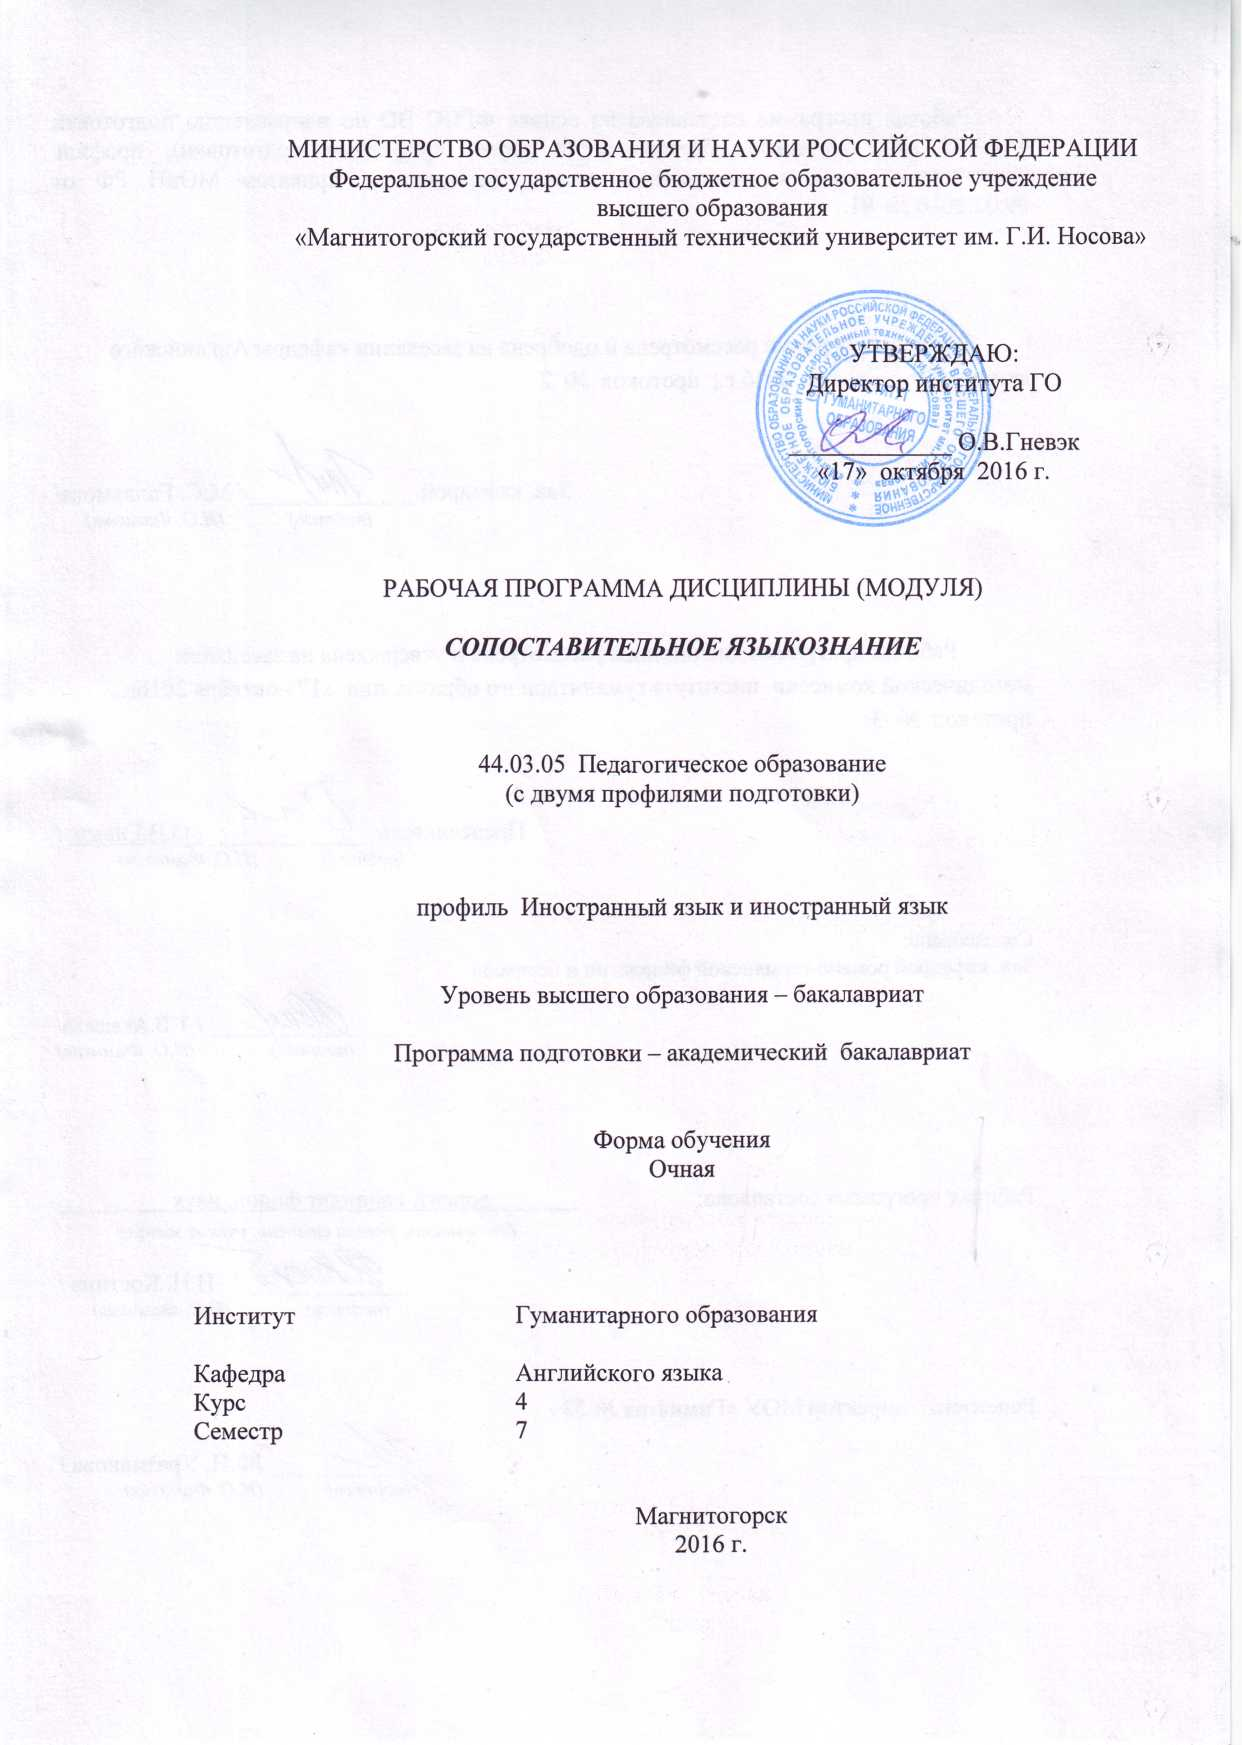 МИНИСТЕРСТВО ОБРАЗОВАНИЯ И НАУКИ РОССИЙСКОЙ ФЕДЕРАЦИИ
Федеральное государственное бюджетное образовательное учреждение
высшего образования
«Магнитогорский государственный технический университет им. Г.И. Носова»
УТВЕРЖДАЮ:
Директор института ГО
О.В.Гневэк
«17» октября 2016 г.
ГУМАНИТАРНОГО
ОБРАЗОВАНИЯ
РАБОЧАЯ ПРОГРАММА ДИСЦИПЛИНЫ (МОДУЛЯ)
СОПОСТАВИТЕЛЬНОЕ ЯЗЫКОЗНАНИЕ
44.03.05 Педагогическое образование
(с двумя профилями подготовки)
профиль Иностранный язык и иностранный язык
Уровень высшего образования – бакалавриат
Программа подготовки – академический бакалавриат
Форма обучения
Очная
Институт Гуманитарного образования
Кафедра Английского языка
Курс 4
Семестр 7
Магнитогорск
2016 г.